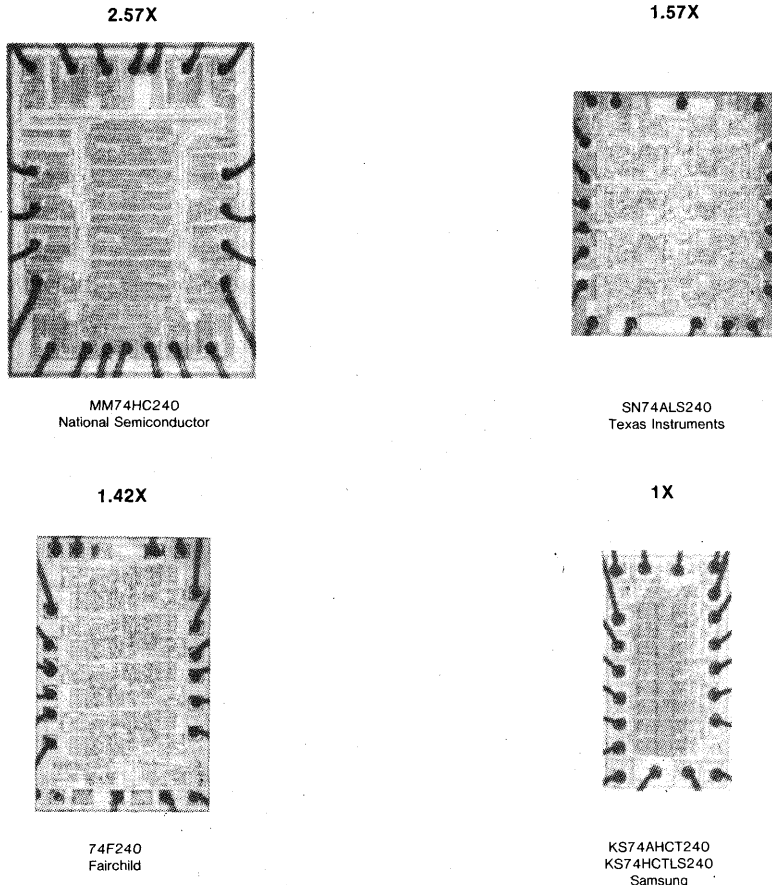 2.57X
1.57X
MM74HC240
National Semiconductor
SN74ALS240
Texas Instruments
1.42X
1X
74F240
Fairchild
KS74AHCT240
KS74HCTLS240
Samsung